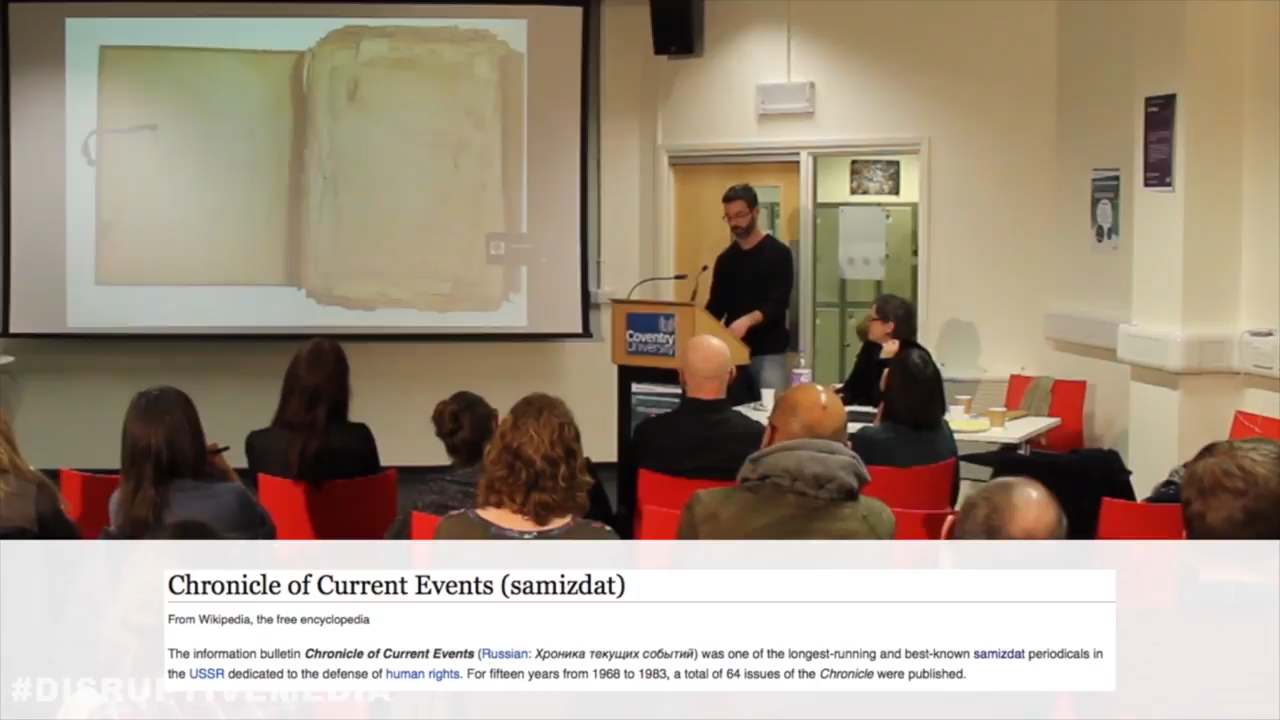 Coventry
University
Chronicle of Current Events (samizdat)
From Wikipedia, the free encyclopedia
The information bulletin Chronicle of Current Events (Russian: Хроника текущих событий) was one of the longest-running and best-known samizdat periodicals in
the USSR dedicated to the defense of human rights. For fifteen years from 1968 to 1983, a total of 64 issues of the Chronicle were published.
#DISRUPTIVEMEDIA